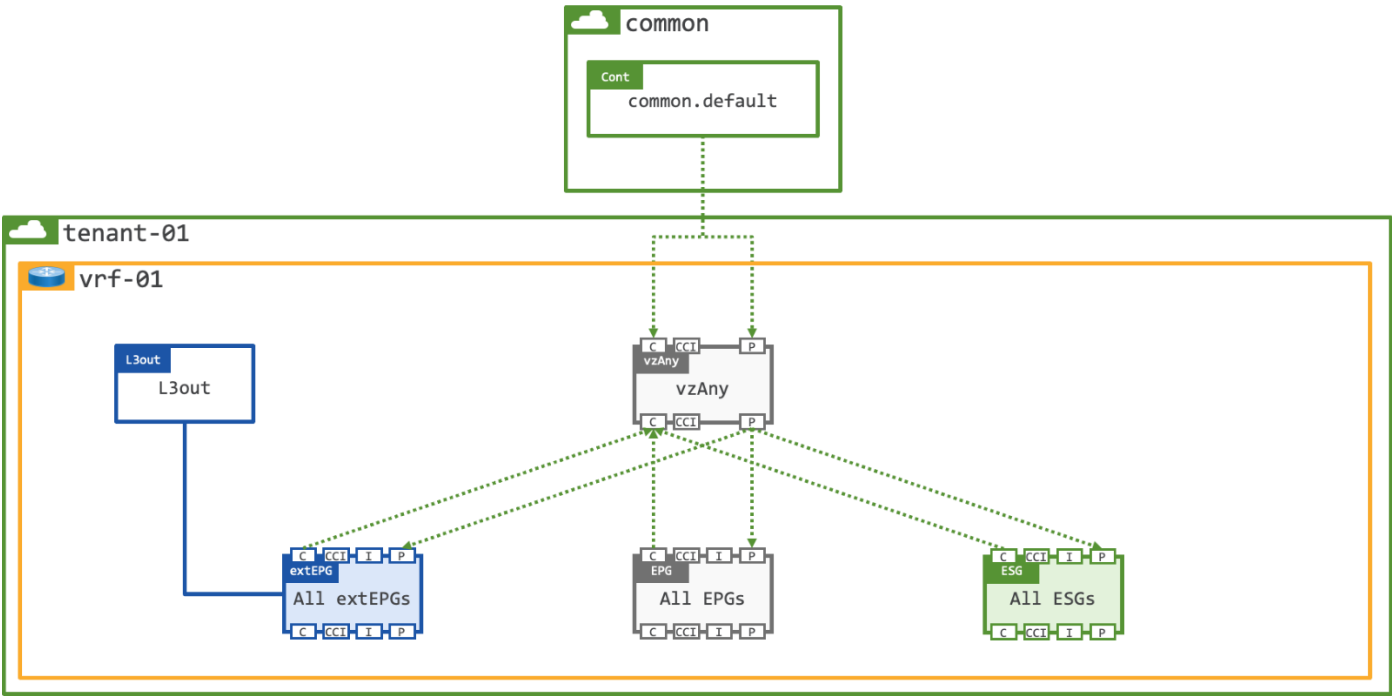 common
Cont
common.default
tenant-01
vrf-01
L3out
L3out
C CCI P
vzAny
vzAny
C CCI P
C CCI I P
extEPG
All extEPGs
C CCI I P
C CCI I P
EPG
All EPGs
C CCI I P
C CCI I P
ESG
All ESGs
C CCI I P